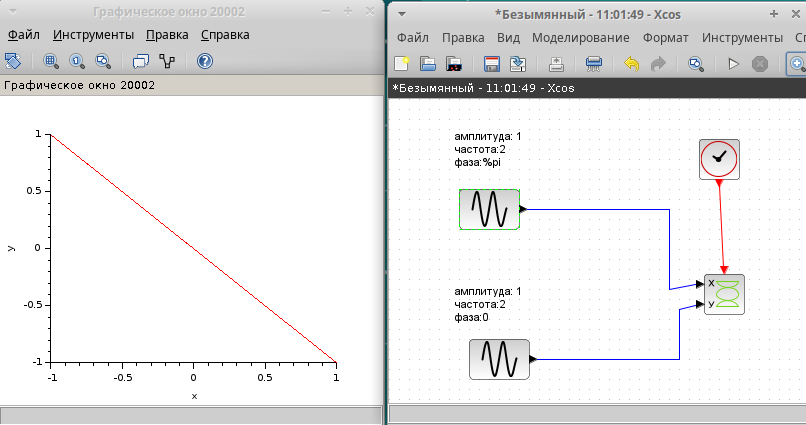 Графическое окно 20002
Файл Инструменты Правка Справка
Графическое окно 20002
1
0.5
0
-0.5
-1
y
-1 -0.5 0 0.5 1
x
*Безымянный - 11:01:49 - Xcos
Файл Правка Вид Моделирование Формат Инструменты Сп
*Безымянный - 11:01:49 - Xcos
амплитуда: 1
частота:2
фаза:%pi
X
У
амплитуда: 1
частота:2
фаза:0